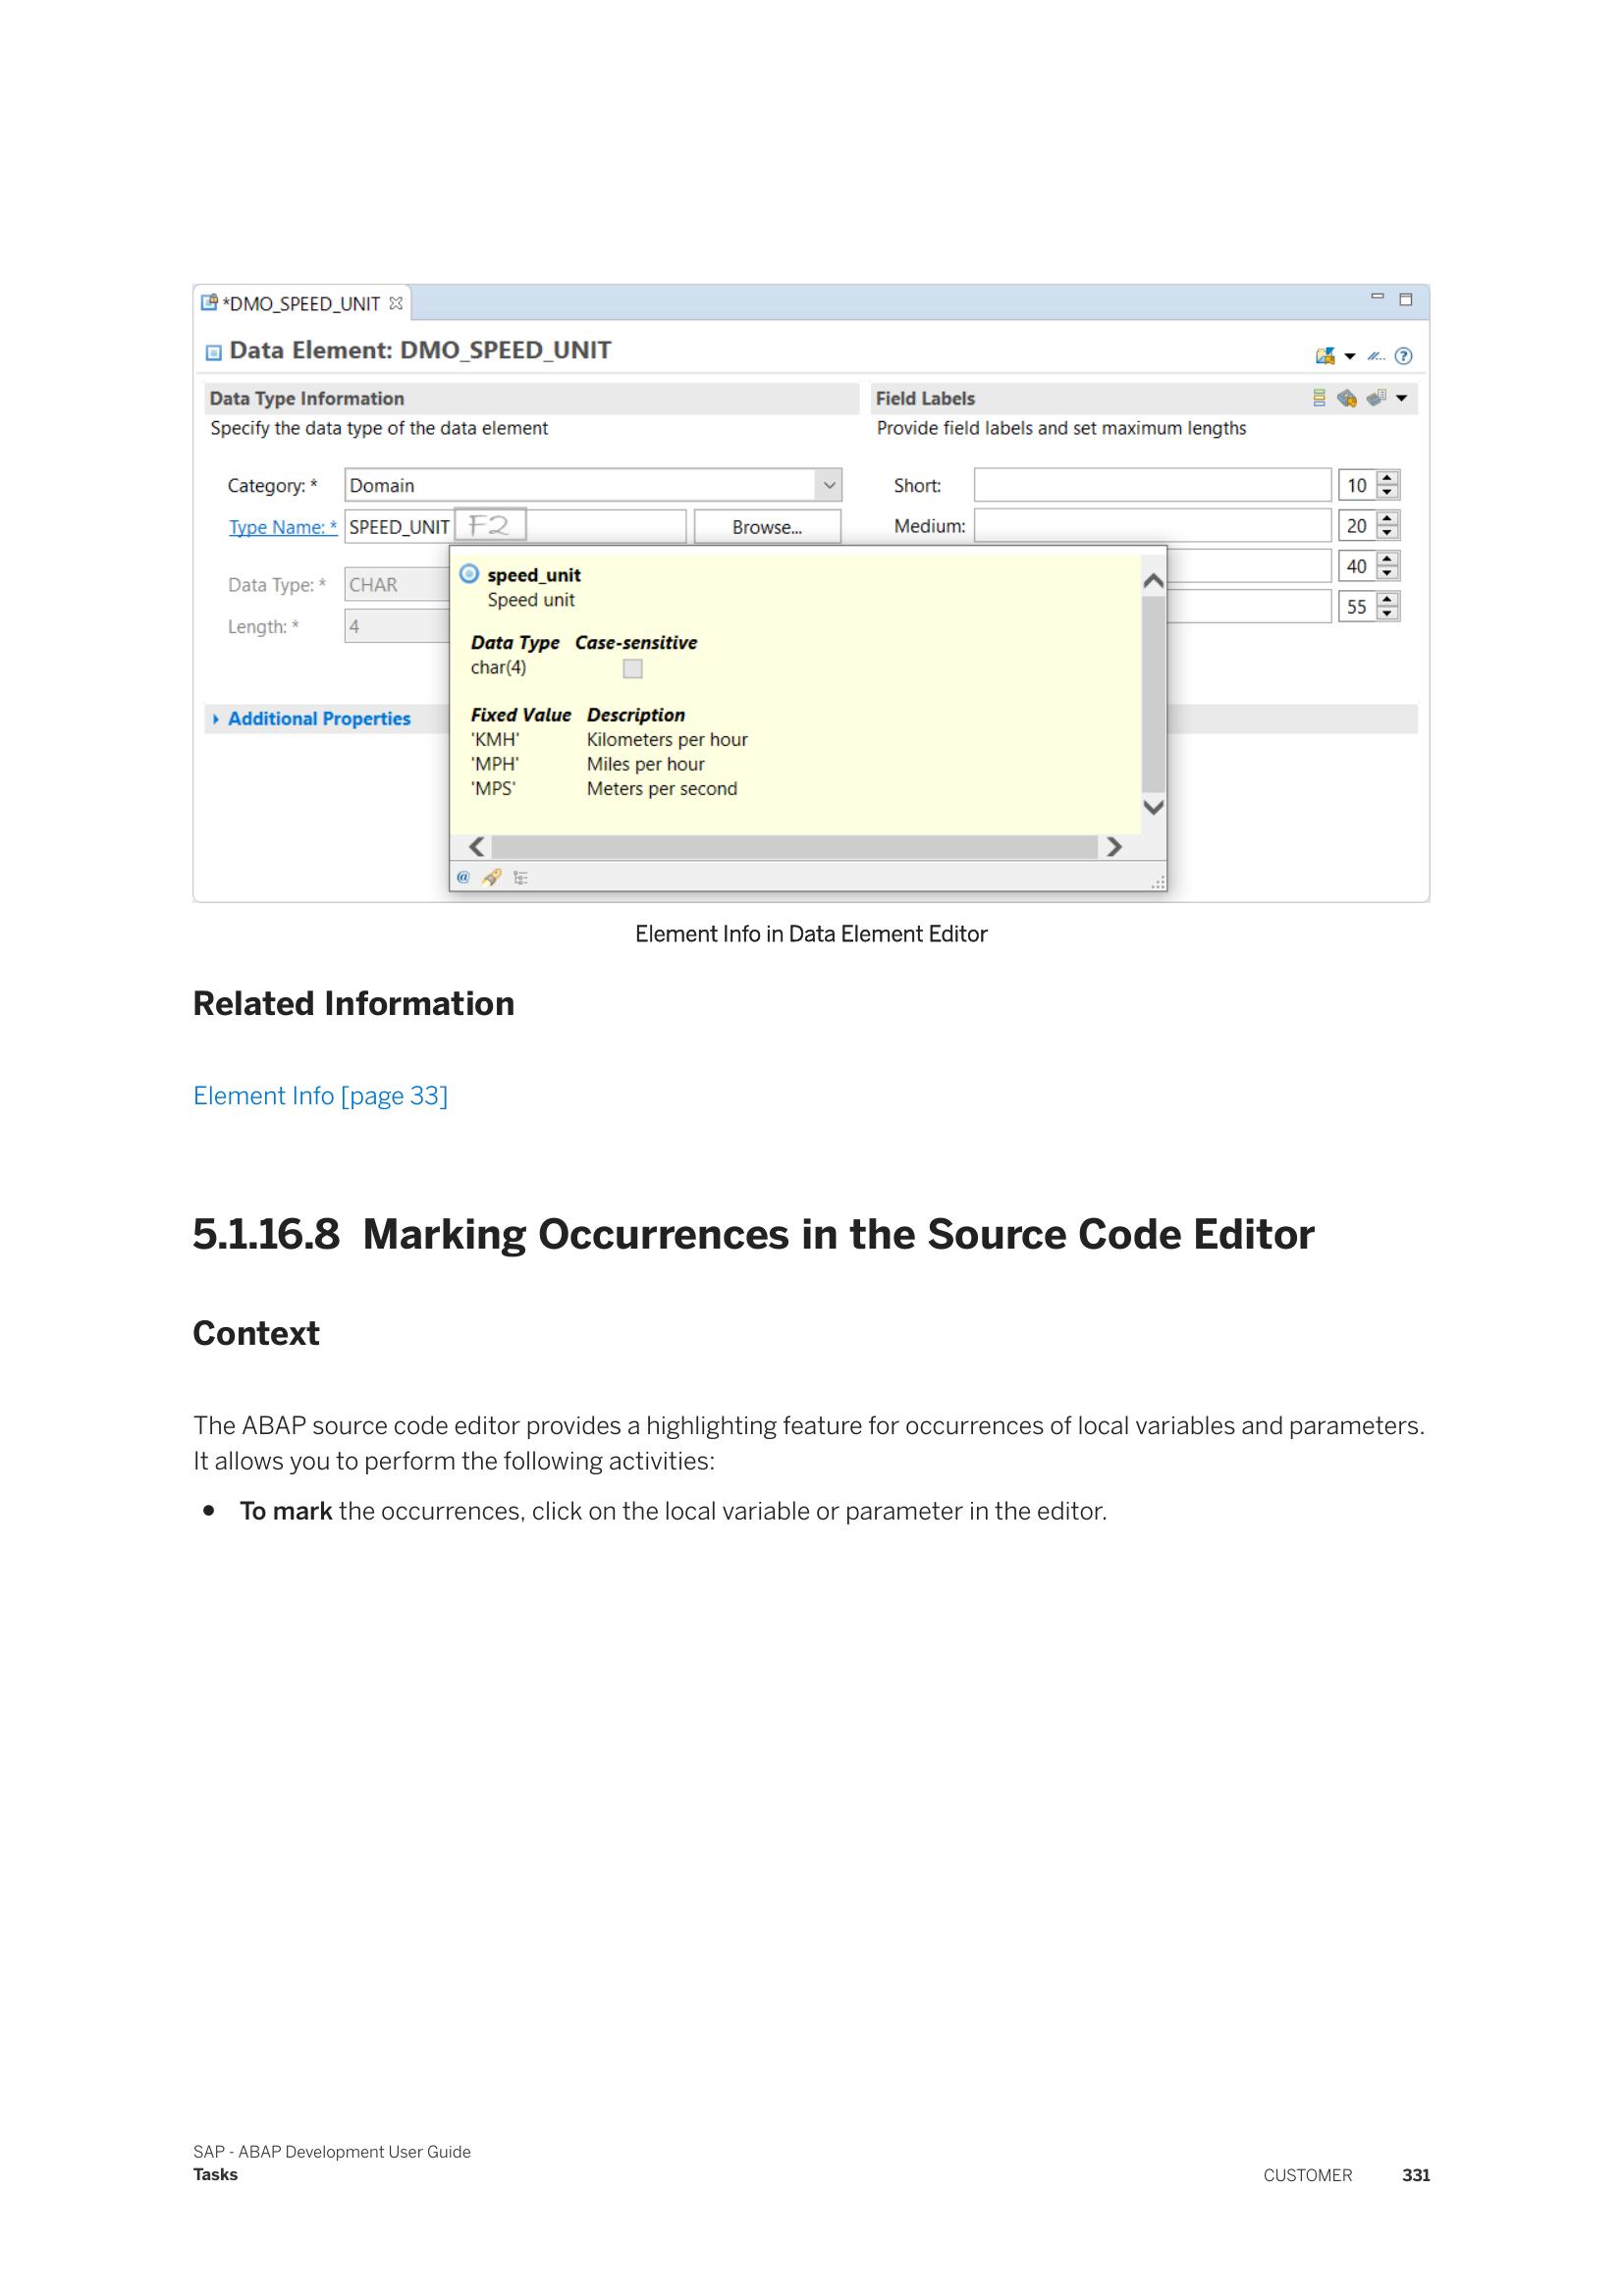 *DMO_SPEED_UNIT
Data Element: DMO_SPEED_UNIT
Data Type Information
Specify the data type of the data element
Category: * Domain
Type Name: * SPEED_UNIT F2 Browse...
Data Type: * CHAR
Length: * 4
Additional Properties
Field Labels
Provide field labels and set maximum lengths
Short: 10
Medium: 20
40
55
speed_unit
Speed unit
Data Type Case-sensitive
char(4)
Fixed Value Description
'KMH' Kilometers per hour
'MPH' Miles per hour
'MPS' Meters per second
Element Info in Data Element Editor
Related Information
Element Info [page 33]
5.1.16.8 Marking Occurrences in the Source Code Editor
Context
The ABAP source code editor provides a highlighting feature for occurrences of local variables and parameters.
It allows you to perform the following activities:
• To mark the occurrences, click on the local variable or parameter in the editor.
SAP - ABAP Development User Guide
Tasks
CUSTOMER 331